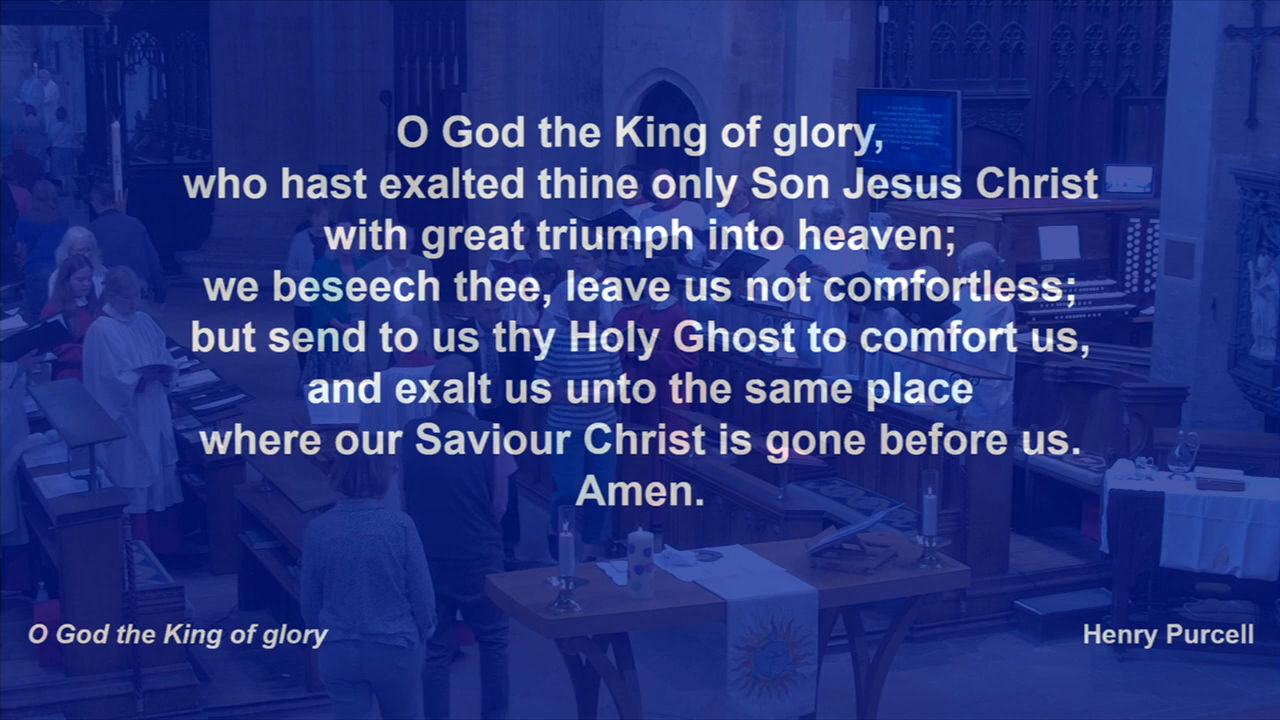 O God the King of glory,
who hast exalted thine only Son Jesus Christ
with great triumph into heaven;
we beseech thee, leave us not comfortless;
but send to us thy Holy Ghost to comfort us,
and exalt us unto the same place
where our Saviour Christ is gone before us.
Amen.
O God the King of glory
Henry Purcell